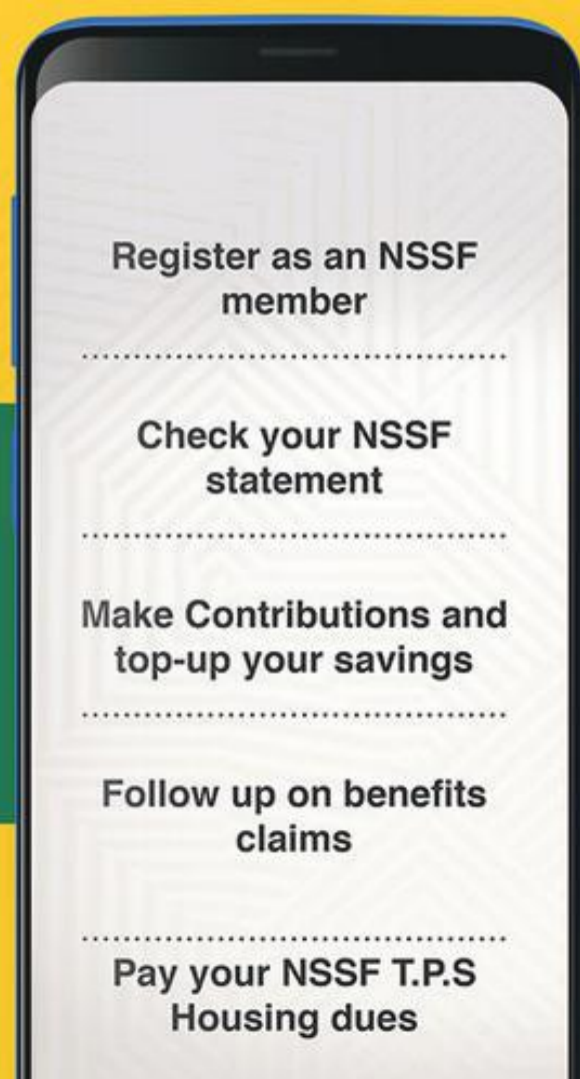 Register as an NSSF
member
Check your NSSF
statement
Make Contributions and
top-up your savings
Follow up on benefits
claims
Pay your NSSF T.P.S
Housing dues